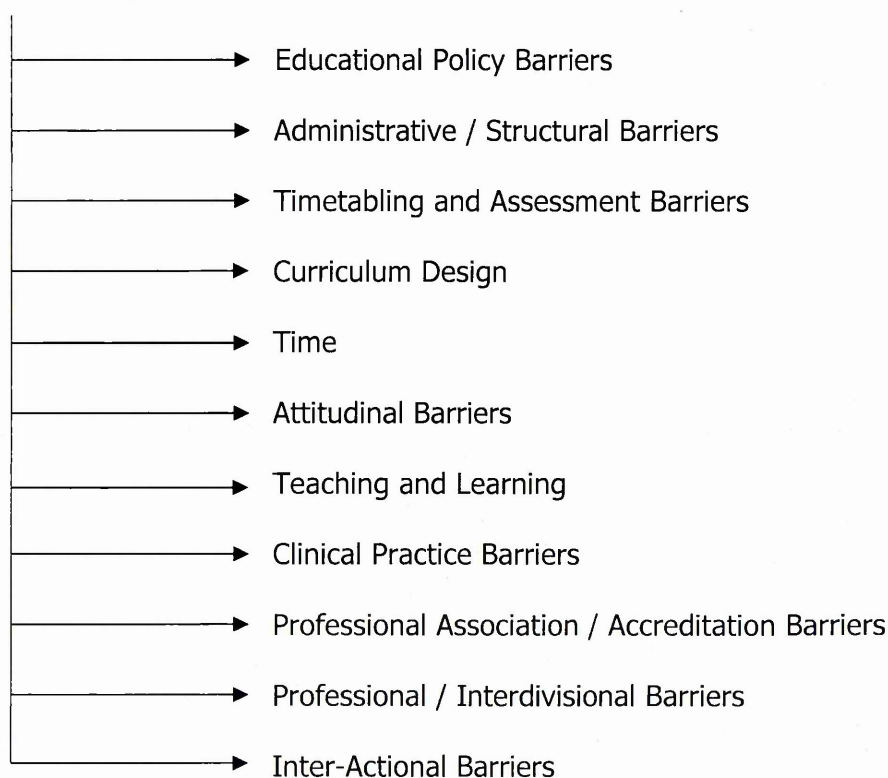 Educational Policy Barriers
Administrative / Structural Barriers
Timetabling and Assessment Barriers
Curriculum Design
Time
Attitudinal Barriers
Teaching and Learning
Clinical Practice Barriers
Professional Association / Accreditation Barriers
Professional / Interdivisional Barriers
Inter-Actional Barriers